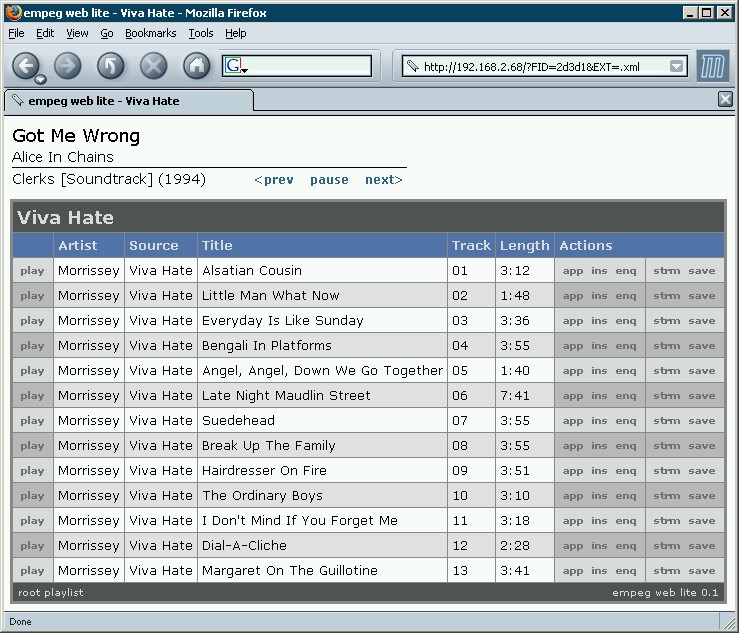 empeg web lite - Viva Hate - Mozilla Firefox
File Edit View Go Bookmarks Tools Help
G http://192.168.2.68/?FID=2d3d1&EXT=.xml
empeg web lite - Viva Hate
Got Me Wrong
Alice In Chains
Clerks [Soundtrack] (1994) <prev pause next>
Viva Hate
Artist Source Title Track Length Actions
play Morrissey Viva Hate Alsatian Cousin 01 3:12 app ins enq strm save
play Morrissey Viva Hate Little Man What Now 02 1:48 app ins enq strm save
play Morrissey Viva Hate Everyday Is Like Sunday 03 3:36 app ins enq strm save
play Morrissey Viva Hate Bengali In Platforms 04 3:55 app ins enq strm save
play Morrissey Viva Hate Angel, Angel, Down We Go Together 05 1:40 app ins enq strm save
play Morrissey Viva Hate Late Night Maudlin Street 06 7:41 app ins enq strm save
play Morrissey Viva Hate Suedehead 07 3:55 app ins enq strm save
play Morrissey Viva Hate Break Up The Family 08 3:55 app ins enq strm save
play Morrissey Viva Hate Hairdresser On Fire 09 3:51 app ins enq strm save
play Morrissey Viva Hate The Ordinary Boys 10 3:10 app ins enq strm save
play Morrissey Viva Hate I Don't Mind If You Forget Me 11 3:18 app ins enq strm save
play Morrissey Viva Hate Dial-A-Cliche 12 2:28 app ins enq strm save
play Morrissey Viva Hate Margaret On The Guillotine 13 3:41 app ins enq strm save
root playlist empeg web lite 0.1
Done